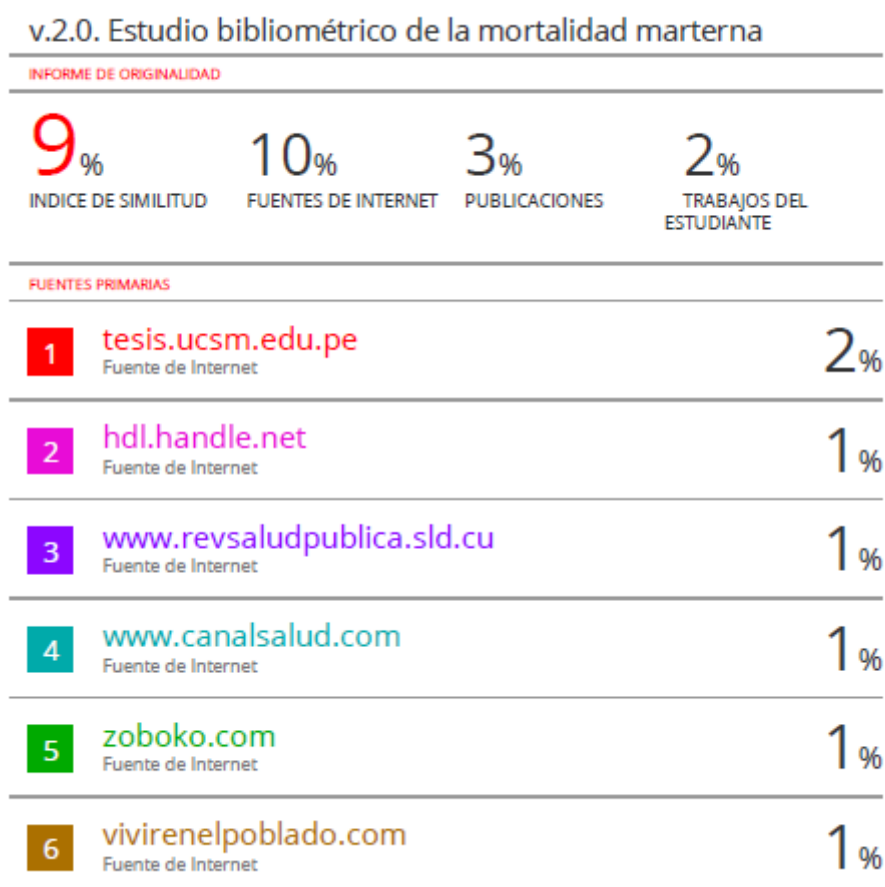 v.2.0. Estudio bibliométrico de la mortalidad marterna
INFORME DE ORIGINALIDAD
9%
INDICE DE SIMILITUD
10%
FUENTES DE INTERNET
3%
PUBLICACIONES
2%
TRABAJOS DEL
ESTUDIANTE
FUENTES PRIMARIAS
1
tesis.ucsm.edu.pe
Fuente de Internet
2%
2
hdl.handle.net
Fuente de Internet
1%
3
www.revsaludpublica.sld.cu
Fuente de Internet
1%
4
www.canalsalud.com
Fuente de Internet
1%
5
zoboko.com
Fuente de Internet
1%
6
vivirenelpoblado.com
Fuente de Internet
1%